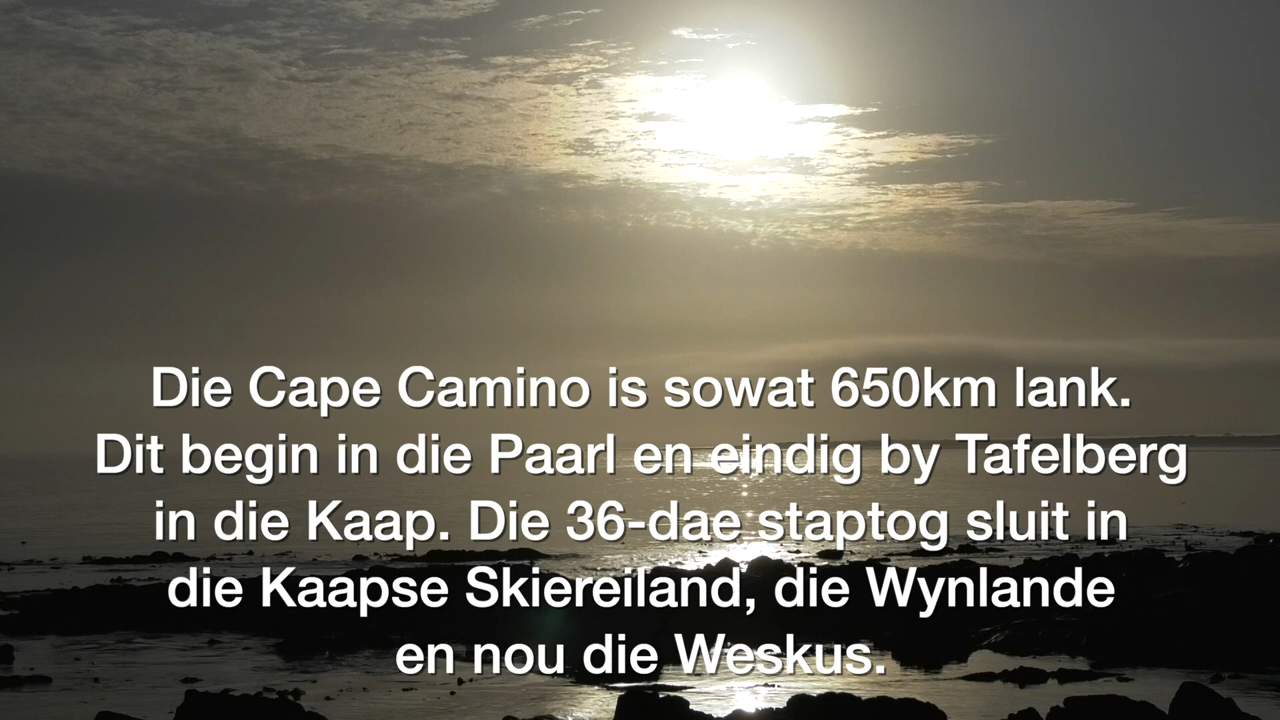 Die Cape Camino is sowat 650km lank.
Dit begin in die Paarl en eindig by Tafelberg
in die Kaap. Die 36-dae staptog sluit in
die Kaapse Skiereiland, die Wynlande
en nou die Weskus.